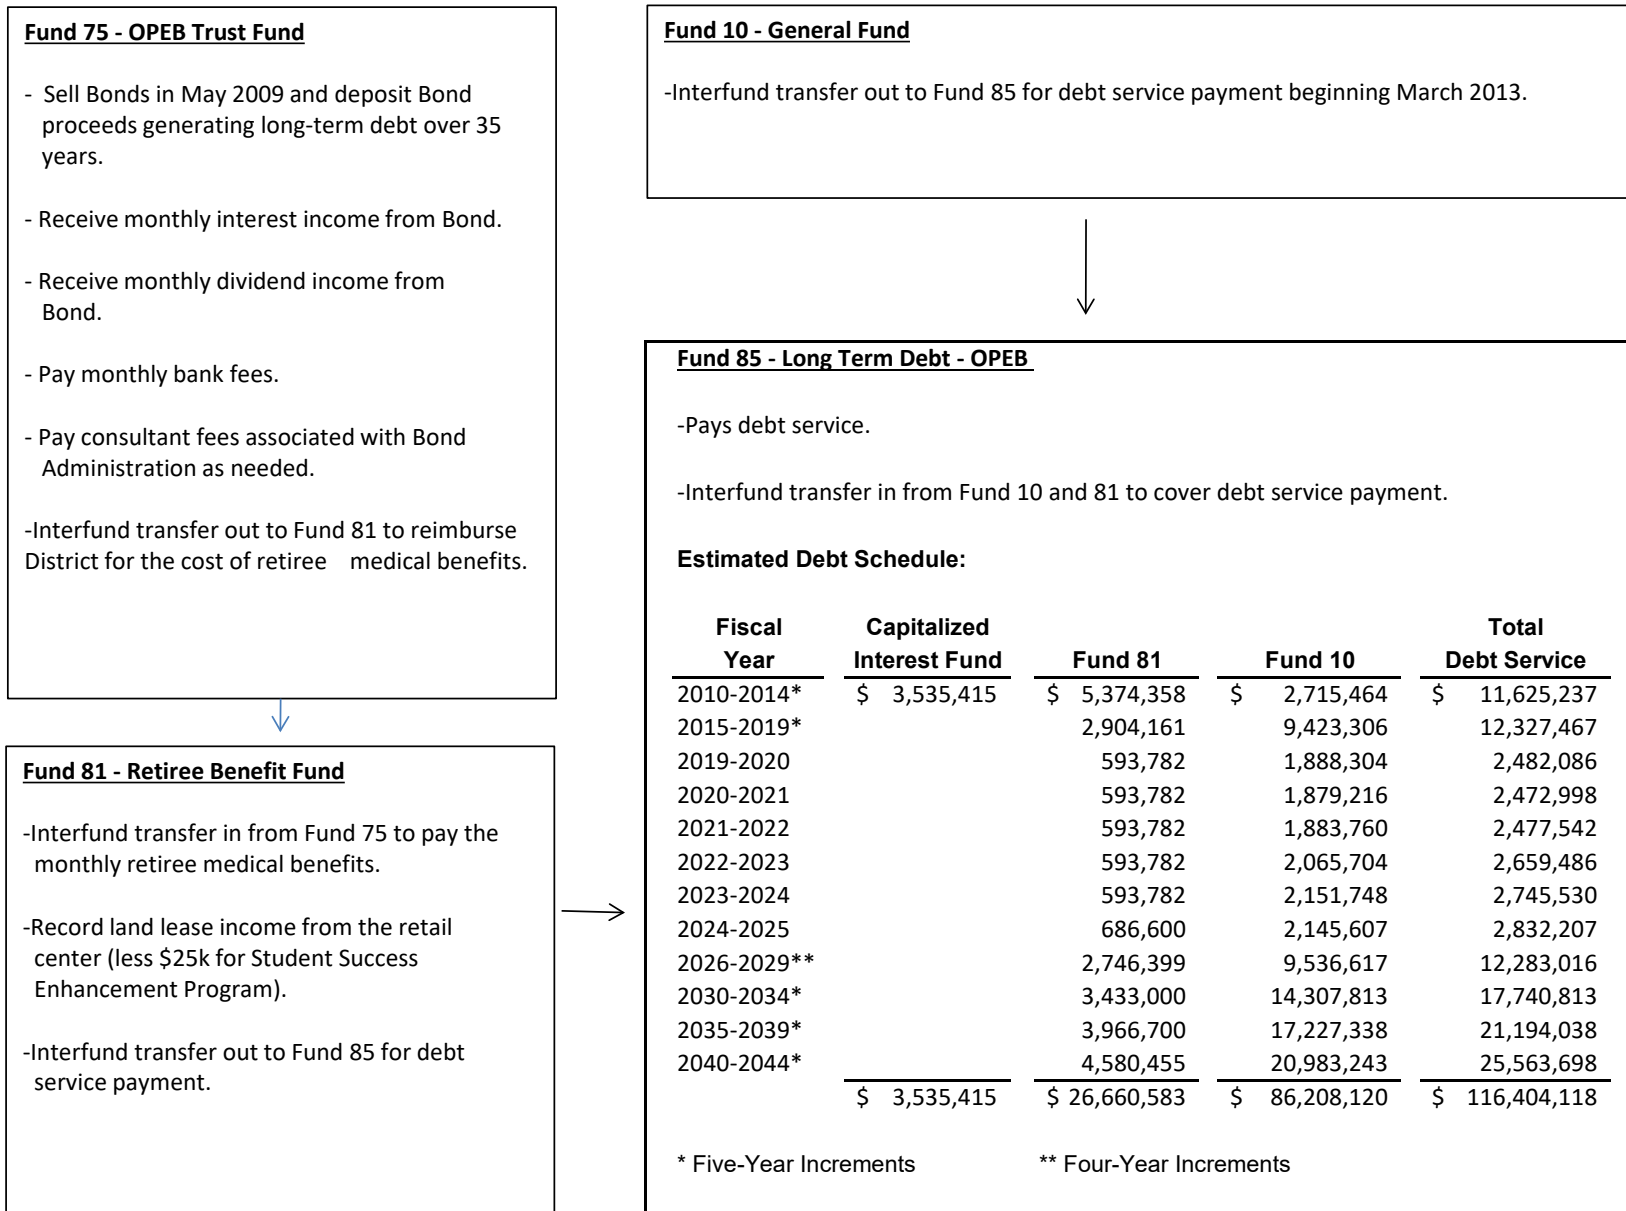 Fund 75 - OPEB Trust Fund
- Sell Bonds in May 2009 and deposit Bond
proceeds generating long-term debt over 35
years.
- Receive monthly interest income from Bond.
- Receive monthly dividend income from
Bond.
- Pay monthly bank fees.
- Pay consultant fees associated with Bond
Administration as needed.
-Interfund transfer out to Fund 81 to reimburse
District for the cost of retiree medical benefits.
Fund 81 - Retiree Benefit Fund
-Interfund transfer in from Fund 75 to pay the
monthly retiree medical benefits.
-Record land lease income from the retail
center (less $25k for Student Success
Enhancement Program).
-Interfund transfer out to Fund 85 for debt
service payment.
Fund 10 - General Fund
-Interfund transfer out to Fund 85 for debt service payment beginning March 2013.
Fund 85 - Long Term Debt - OPEB
-Pays debt service.
-Interfund transfer in from Fund 10 and 81 to cover debt service payment.
Estimated Debt Schedule:
Fiscal Capitalized Total
Year Interest Fund Fund 81 Fund 10 Debt Service
2010-2014* $ 3,535,415 $ 5,374,358 $ 2,715,464 $ 11,625,237
2015-2019* 2,904,161 9,423,306 12,327,467
2019-2020 593,782 1,888,304 2,482,086
2020-2021 593,782 1,879,216 2,472,998
2021-2022 593,782 1,883,760 2,477,542
2022-2023 593,782 2,065,704 2,659,486
2023-2024 593,782 2,151,748 2,745,530
2024-2025 686,600 2,145,607 2,832,207
2026-2029** 2,746,399 9,536,617 12,283,016
2030-2034* 3,433,000 14,307,813 17,740,813
2035-2039* 3,966,700 17,227,338 21,194,038
2040-2044* 4,580,455 20,983,243 25,563,698
$ 3,535,415 $ 26,660,583 $ 86,208,120 $ 116,404,118
* Five-Year Increments ** Four-Year Increments